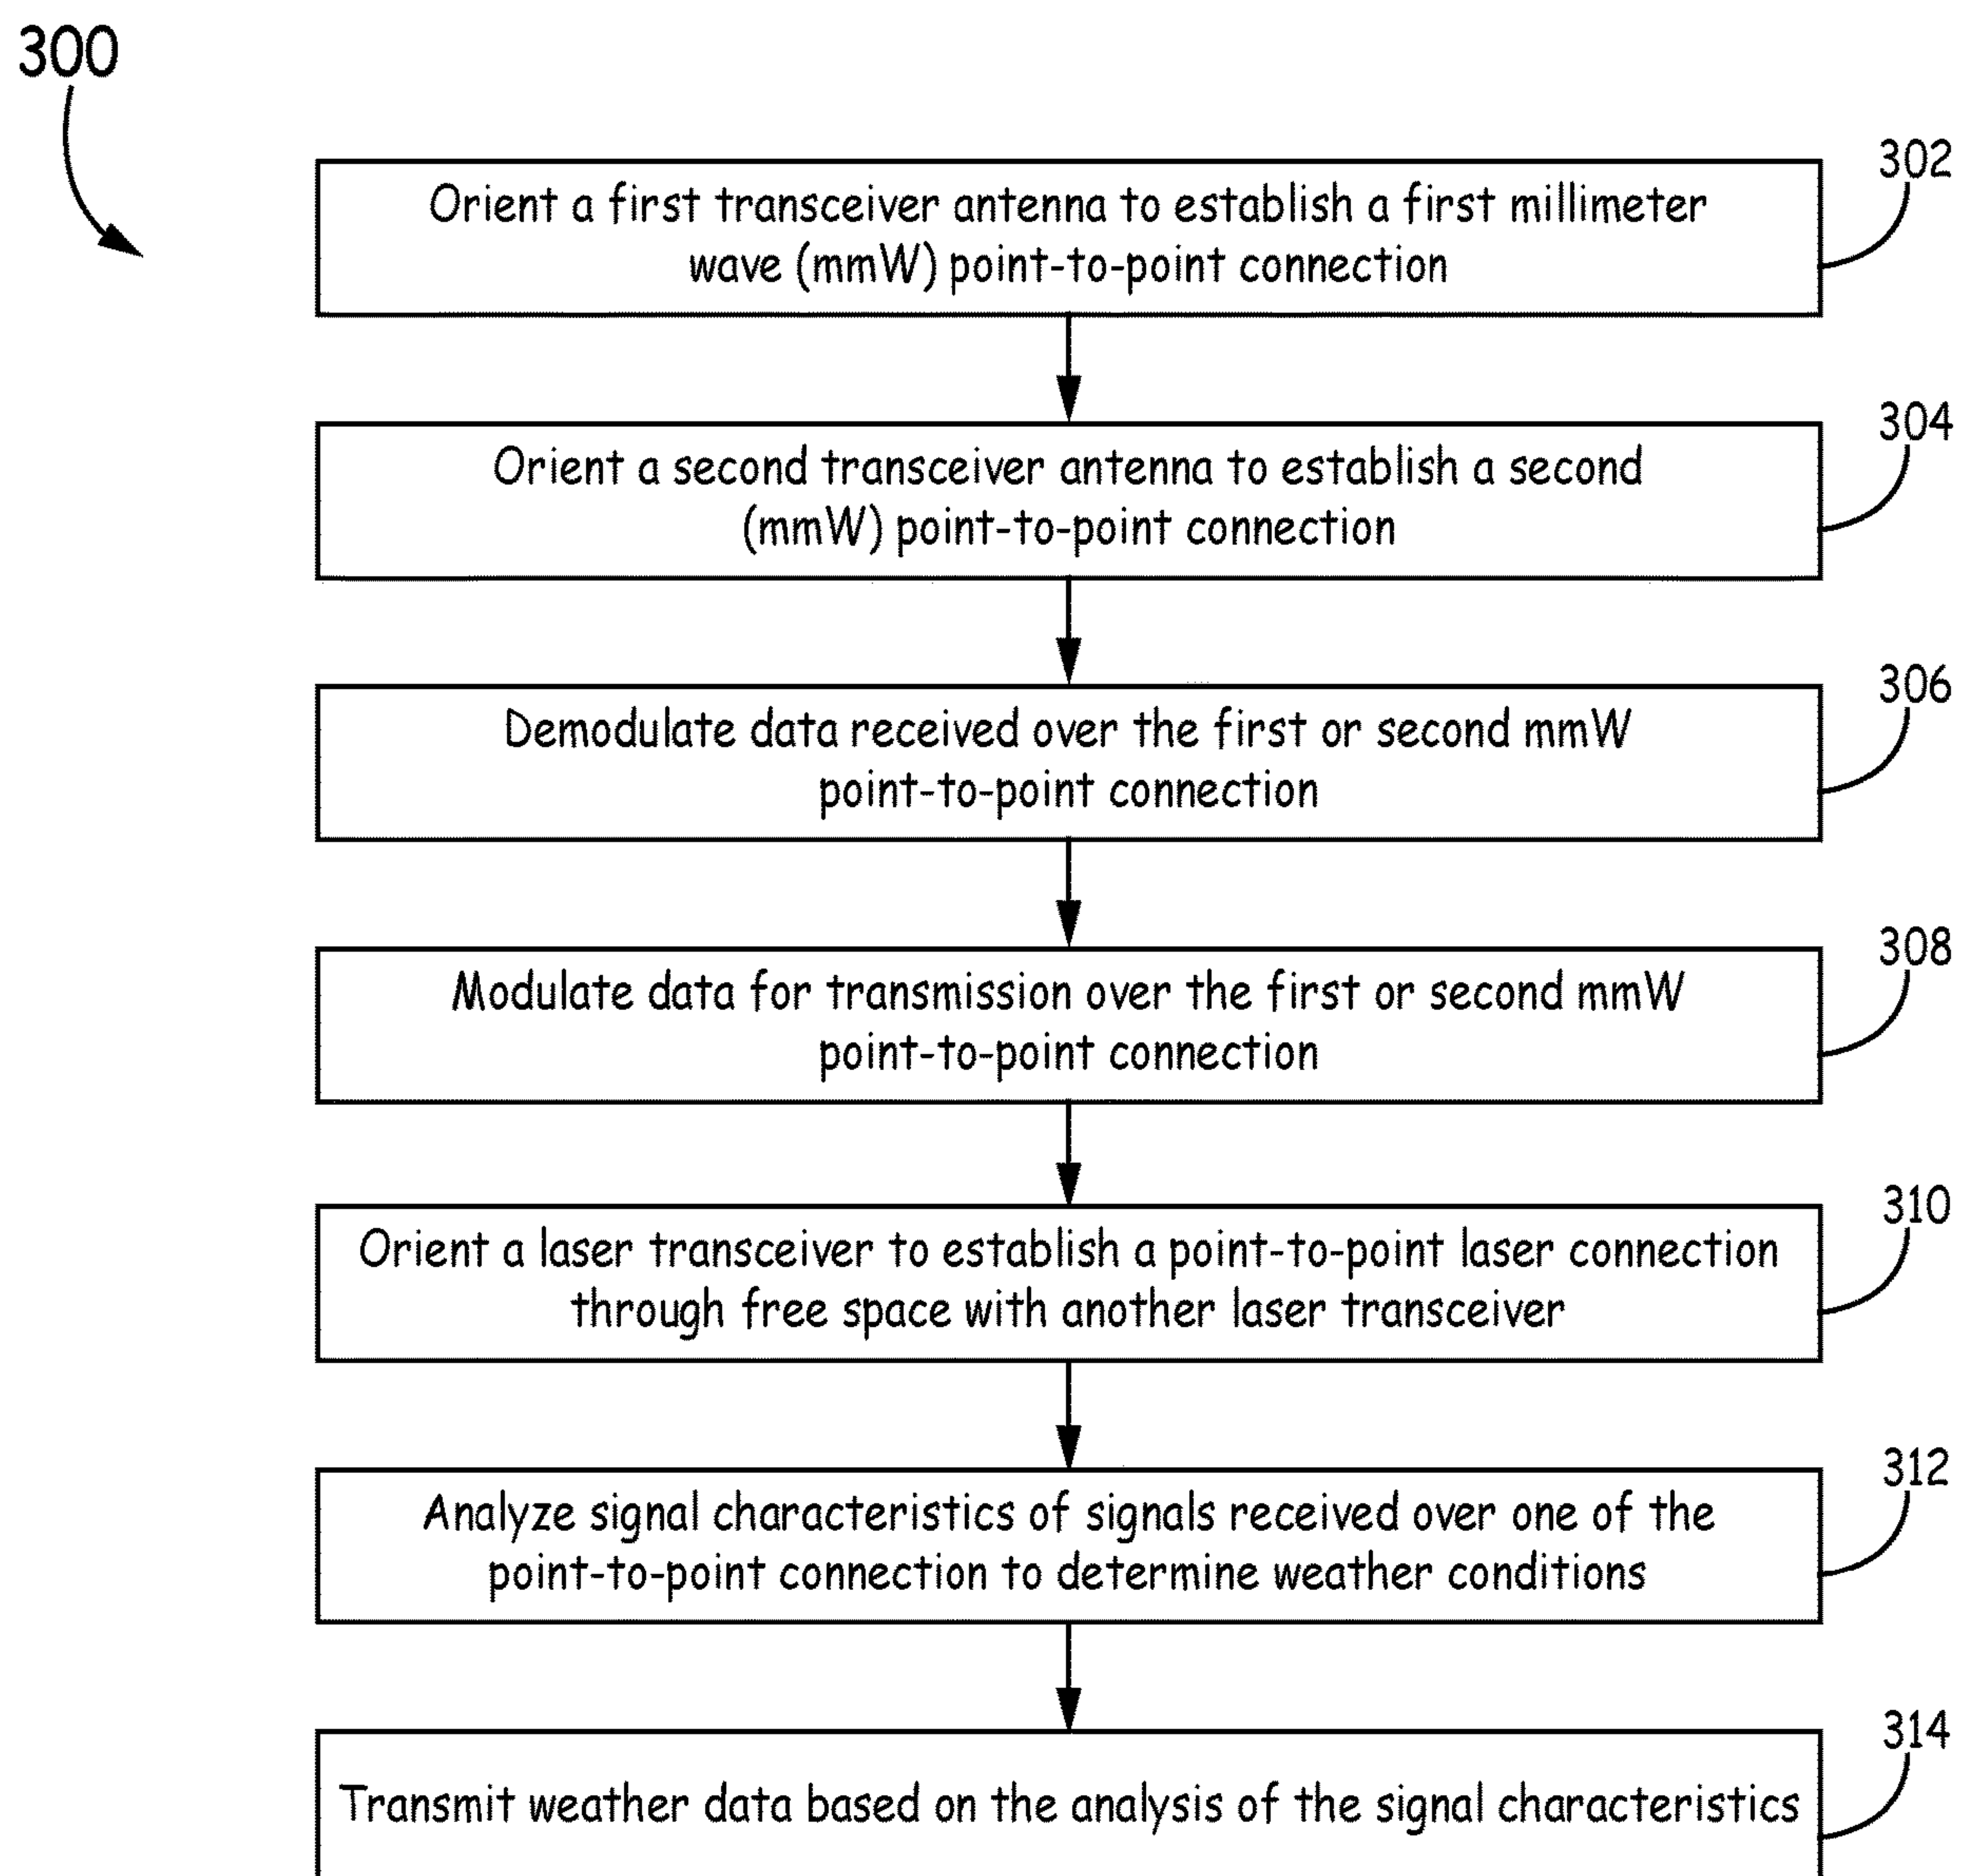 300
302
Orient a first transceiver antenna to establish a first millimeter
wave (mmW) point-to-point connection
304
Orient a second transceiver antenna to establish a second
(mmW) point-to-point connection
306
Demodulate data received over the first or second mmW
point-to-point connection
308
Modulate data for transmission over the first or second mmW
point-to-point connection
310
Orient a laser transceiver to establish a point-to-point laser connection
through free space with another laser transceiver
312
Analyze signal characteristics of signals received over one of the
point-to-point connection to determine weather conditions
314
Transmit weather data based on the analysis of the signal characteristics